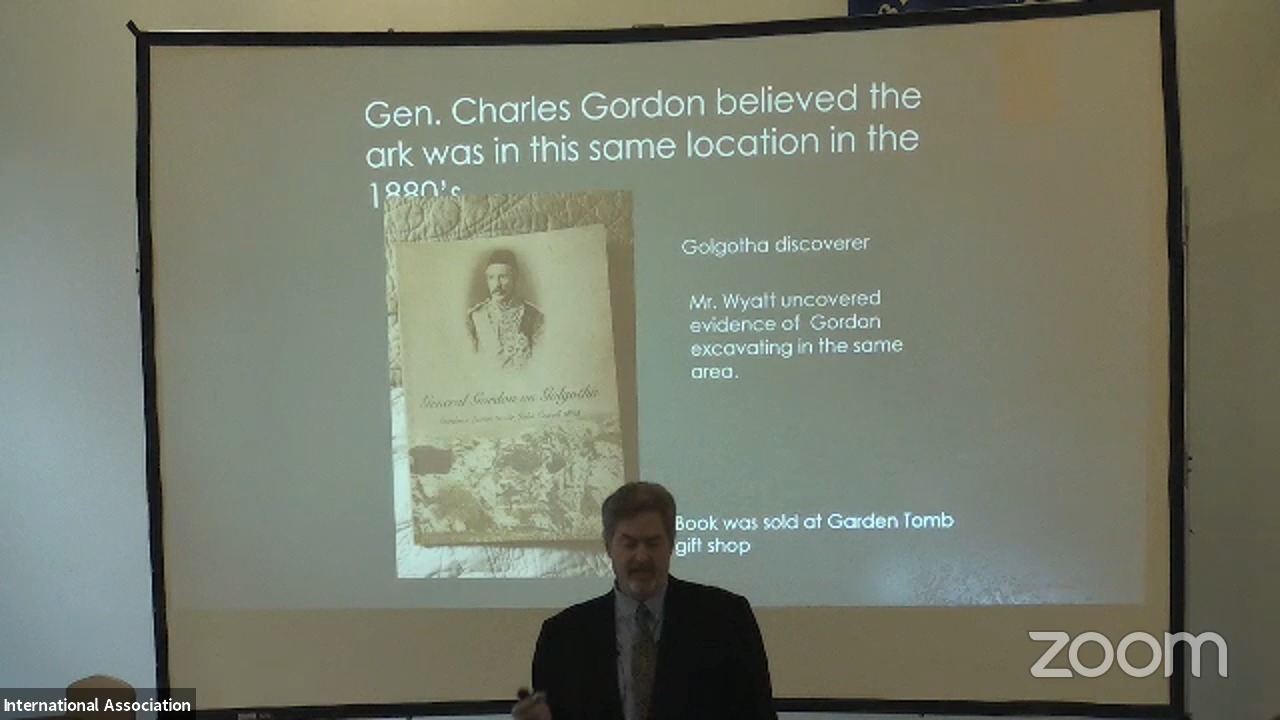 Gen. Charles Gordon believed the
ark was in this same location in the
1880's
Golgotha discoverer
Mr. Wyatt uncovered
evidence of Gordon
excavating in the same
area.
General Gordon on Golgotha
Book was sold at Garden Tomb
gift shop
zoom
International Association